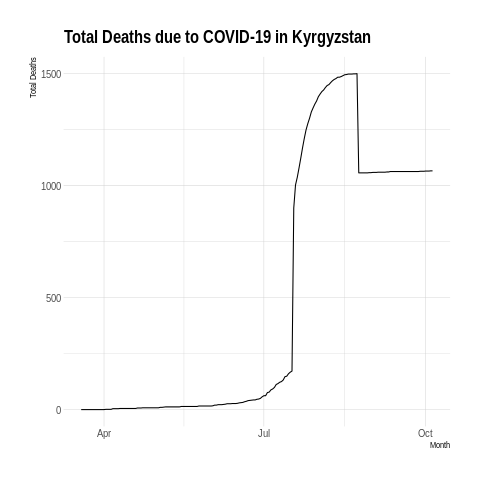 Total Deaths due to COVID-19 in Kyrgyzstan
Total Deaths
1500
1000
500
0
Apr
Jul
Oct
Month